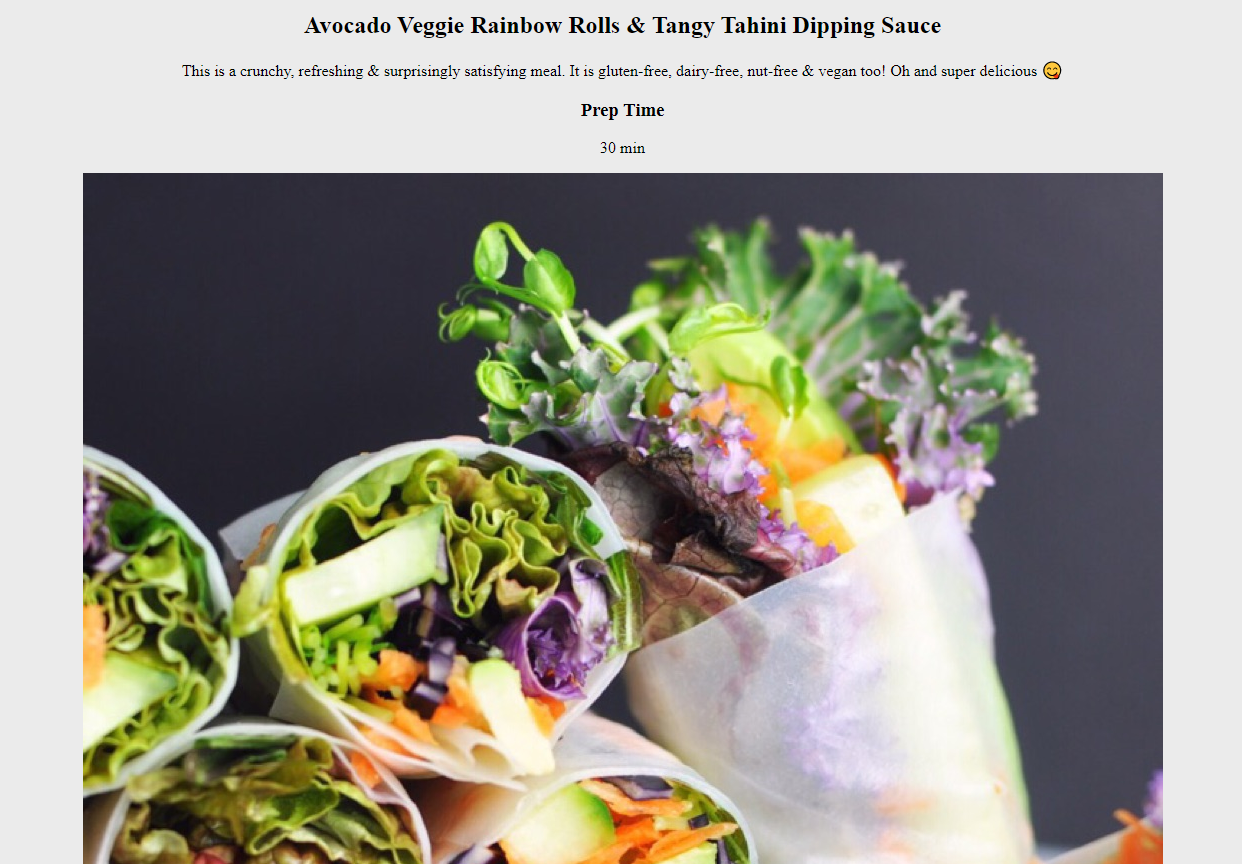 Avocado Veggie Rainbow Rolls & Tangy Tahini Dipping Sauce
This is a crunchy, refreshing & surprisingly satisfying meal. It is gluten-free, dairy-free, nut-free & vegan too! Oh and super delicious 😋
Prep Time
30 min